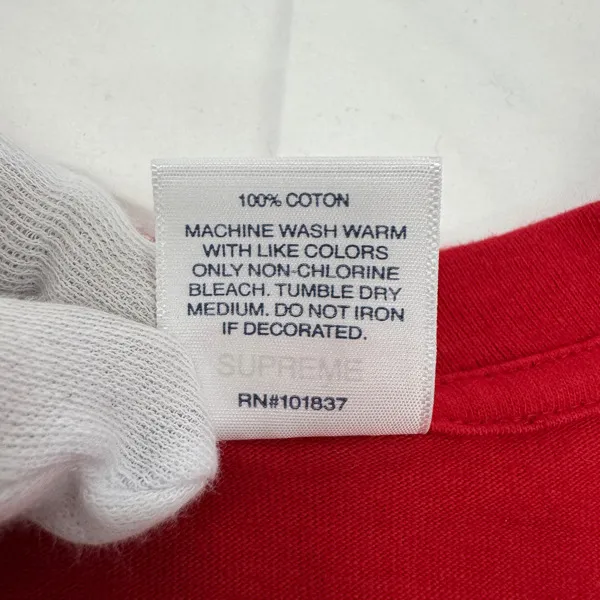 100% COTON
MACHINE WASH WARM
WITH LIKE COLORS
ONLY NON-CHLORINE
BLEACH. TUMBLE DRY
MEDIUM. DO NOT IRON
IF DECORATED.
SUPREME
RN#101837